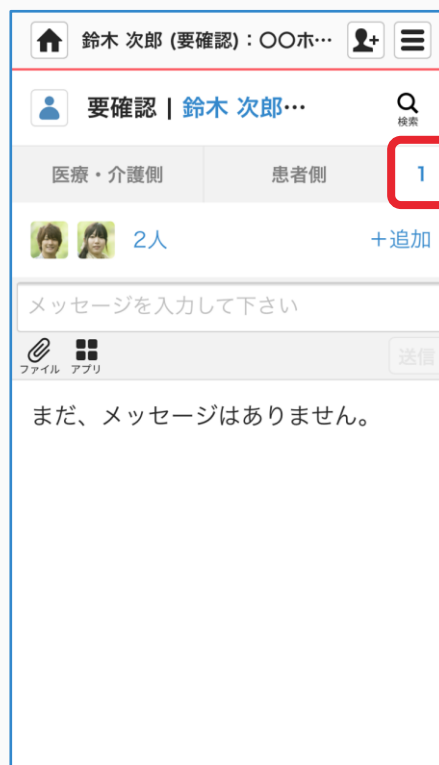 鈴木 次郎 (要確認)：〇〇ホ…
要確認 | 鈴木 次郎…
検索
医療・介護側 患者側 1
2人 +追加
メッセージを入力して下さい
ファイル アプリ 送信
まだ、メッセージはありません。